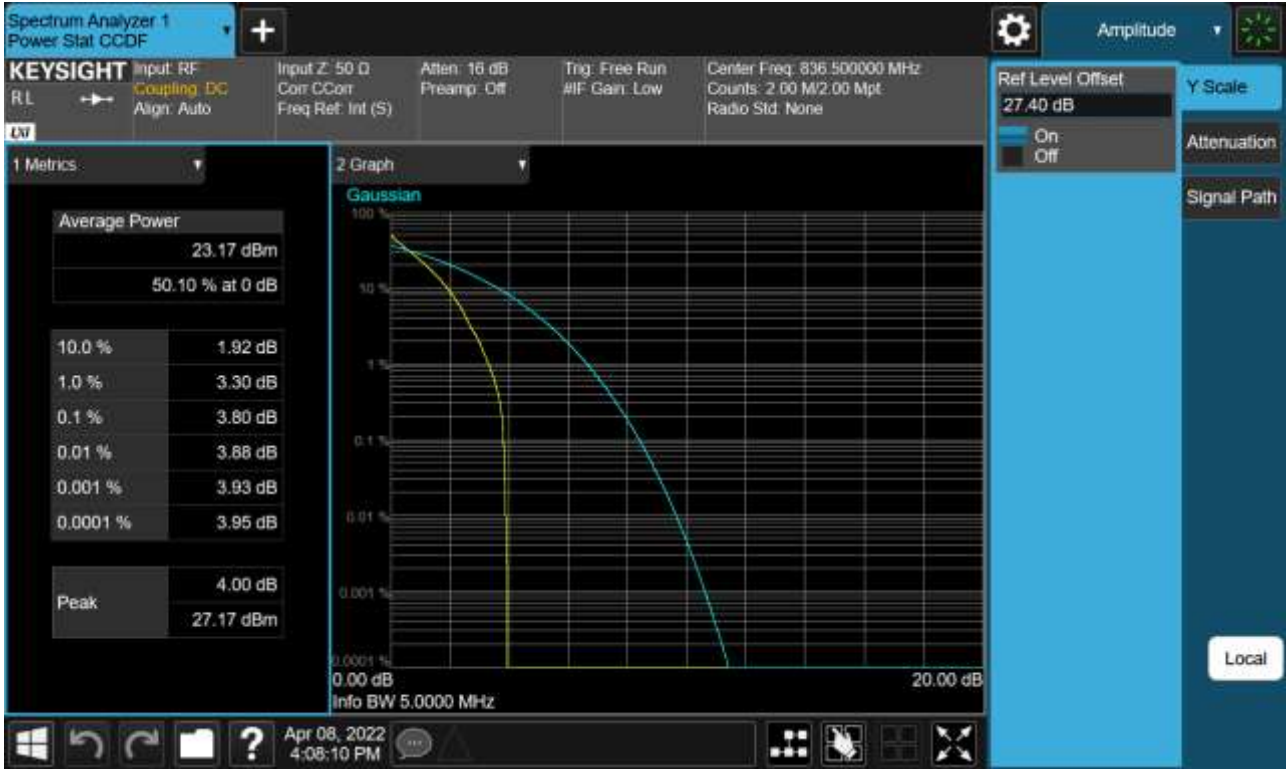 Spectrum Analyzer 1
Power Stat CCDF
Amplitude
KEYSIGHT
RL
LXI
Input: RF
Coupling: DC
Align: Auto
Input Z: 50 Ω
Corr CCorr
Freq Ref: Int (S)
Atten: 16 dB
Preamp: Off
Trig: Free Run
#IF Gain: Low
Center Freq: 836.500000 MHz
Counts: 2.00 M/2.00 Mpt
Radio Std: None
Ref Level Offset
27.40 dB
On
Off
Y Scale
Attenuation
Signal Path
Local
1 Metrics
Average Power
23.17 dBm
50.10 % at 0 dB
10.0 % 1.92 dB
1.0 % 3.30 dB
0.1 % 3.80 dB
0.01 % 3.88 dB
0.001 % 3.93 dB
0.0001 % 3.95 dB
Peak
4.00 dB
27.17 dBm
2 Graph
Gaussian
100 %
10 %
1 %
0.1 %
0.01 %
0.001 %
0.0001 %
0.00 dB
20.00 dB
Info BW 5.0000 MHz
?
Apr 08, 2022
4:08:10 PM